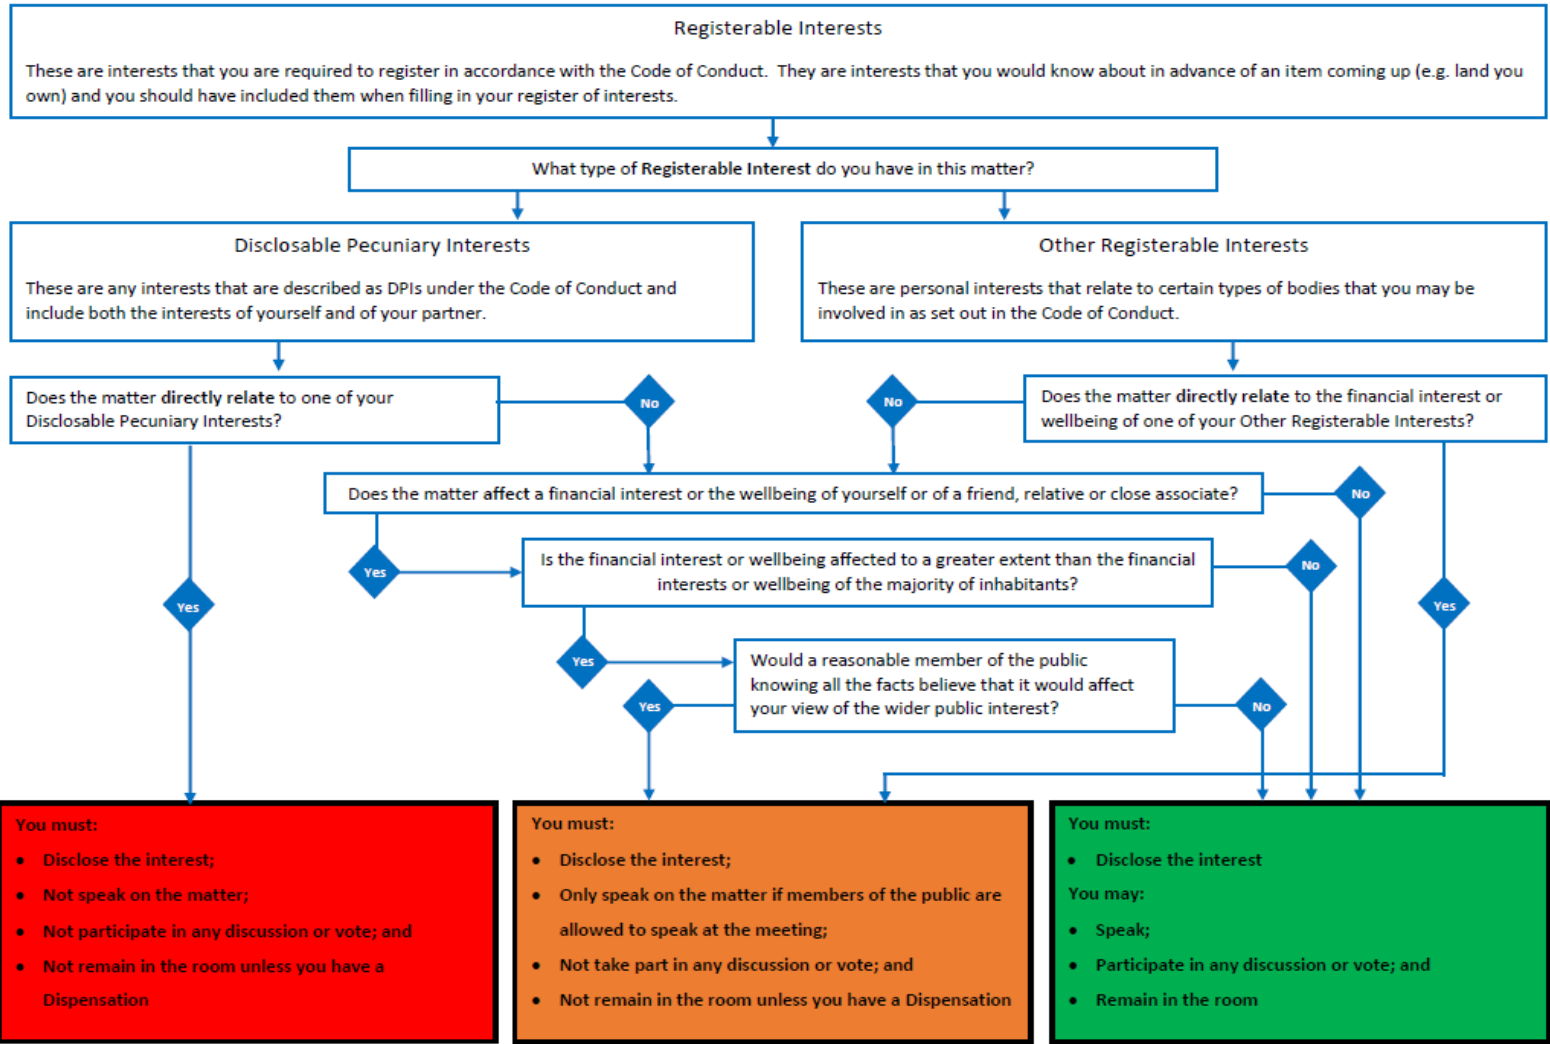 Registerable Interests
These are interests that you are required to register in accordance with the Code of Conduct. They are interests that you would know about in advance of an item coming up (e.g. land you
own) and you should have included them when filling in your register of interests.
What type of Registerable Interest do you have in this matter?
Disclosable Pecuniary Interests
These are any interests that are described as DPIs under the Code of Conduct and
include both the interests of yourself and of your partner.
Other Registerable Interests
These are personal interests that relate to certain types of bodies that you may be
involved in as set out in the Code of Conduct.
Does the matter directly relate to one of your
Disclosable Pecuniary Interests?
No
No
Does the matter directly relate to the financial interest or
wellbeing of one of your Other Registerable Interests?
Does the matter affect a financial interest or the wellbeing of yourself or of a friend, relative or close associate?
No
Yes
Is the financial interest or wellbeing affected to a greater extent than the financial
interests or wellbeing of the majority of inhabitants?
No
Yes
Yes
Yes
Would a reasonable member of the public
knowing all the facts believe that it would affect
your view of the wider public interest?
Yes
No
You must:
• Disclose the interest;
• Not speak on the matter;
• Not participate in any discussion or vote; and
• Not remain in the room unless you have a
Dispensation
You must:
• Disclose the interest;
• Only speak on the matter if members of the public are
allowed to speak at the meeting;
• Not take part in any discussion or vote; and
• Not remain in the room unless you have a Dispensation
You must:
• Disclose the interest
You may:
• Speak;
• Participate in any discussion or vote; and
• Remain in the room